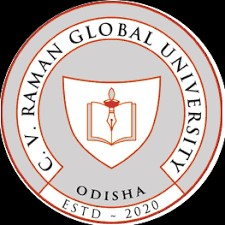 C. V. RAMAN GLOBAL UNIVERSITY
ODISHA
ESTD ~ 2020